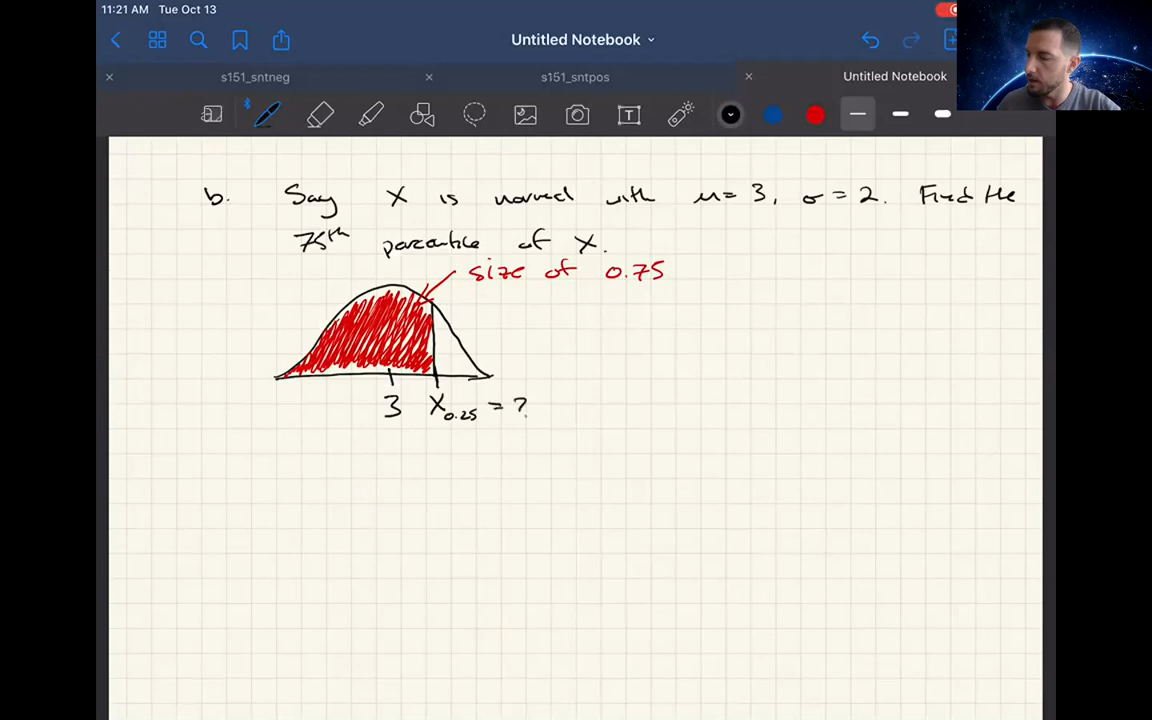 11:21 AM Tue Oct 13
Untitled Notebook
s151_sntneg
s151_sntpos
Untitled Notebook
b. Say X is normal with μ = 3, σ = 2. Find the
75th percentile of X.
size of 0.75
3 X0.25 = ?